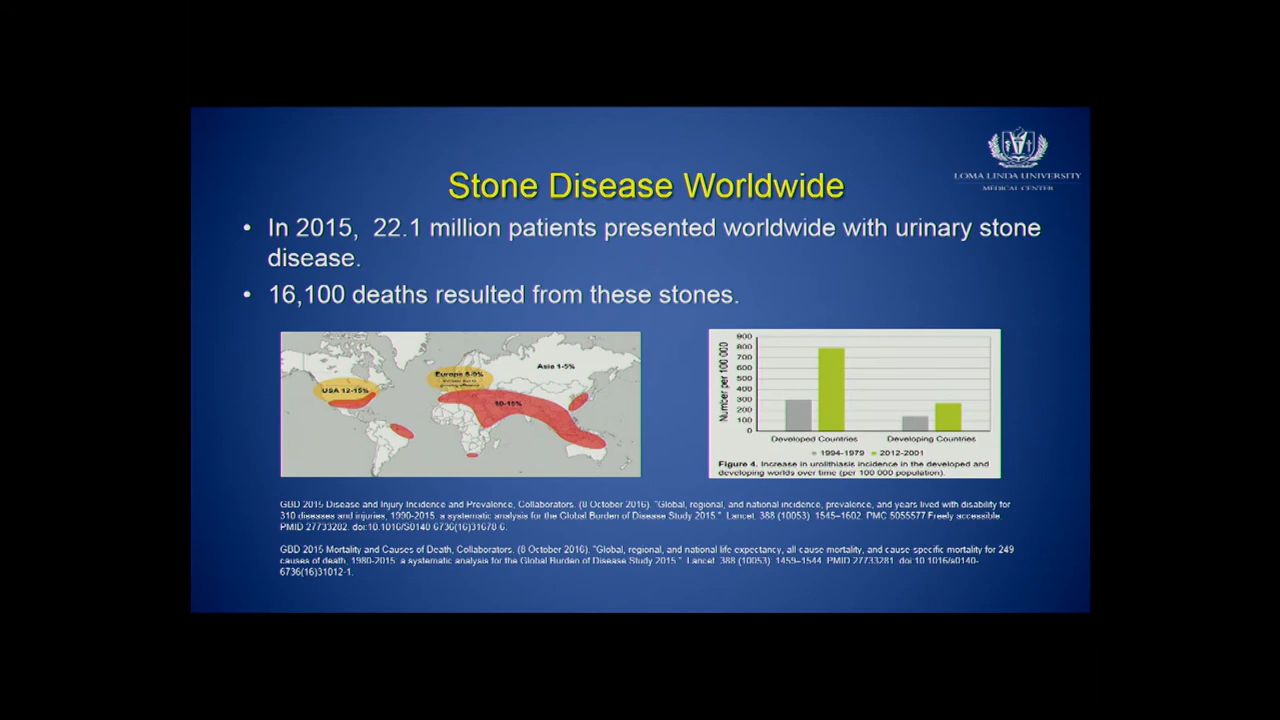 LOMA LINDA UNIVERSITY
MEDICAL CENTER
Stone Disease Worldwide
• In 2015, 22.1 million patients presented worldwide with urinary stone
disease.
• 16,100 deaths resulted from these stones.
USA 12-15%
Europe 5-9%
Asia 1-5%
10-15%
Number per 100 000
900
800
700
600
500
400
300
200
100
0
Developed Countries Developing Countries
1994-1979 2012-2001
Figure 4. Increase in urolithiasis incidence in the developed and
developing worlds over time (per 100 000 population).
GBD 2015 Disease and Injury Incidence and Prevalence, Collaborators. (8 October 2016). "Global, regional, and national incidence, prevalence, and years lived with disability for
310 diseases and injuries, 1990-2015: a systematic analysis for the Global Burden of Disease Study 2015.". Lancet. 388 (10053): 1545–1602. PMC 5055577 Freely accessible.
PMID 27733282. doi:10.1016/S0140-6736(16)31678-6.
GBD 2015 Mortality and Causes of Death, Collaborators. (8 October 2016). "Global, regional, and national life expectancy, all-cause mortality, and cause-specific mortality for 249
causes of death, 1980-2015: a systematic analysis for the Global Burden of Disease Study 2015.". Lancet. 388 (10053): 1459–1544. PMID 27733281. doi:10.1016/s0140-
6736(16)31012-1.